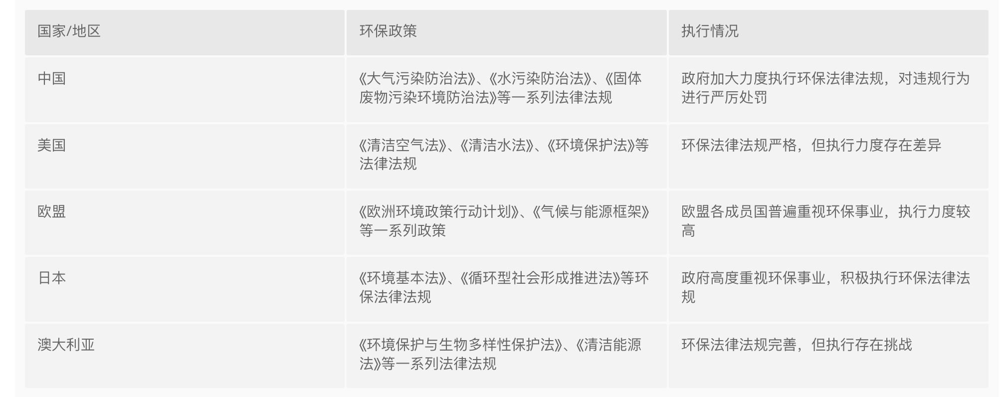 国家/地区
环保政策
执行情况
中国
《大气污染防治法》、《水污染防治法》、《固体
废物污染环境防治法》等一系列法律法规
政府加大力度执行环保法律法规，对违规行为
进行严厉处罚
美国
《清洁空气法》、《清洁水法》、《环境保护法》等
法律法规
环保法律法规严格，但执行力度存在差异
欧盟
《欧洲环境政策行动计划》、《气候与能源框架》
等一系列政策
欧盟各成员国普遍重视环保事业，执行力度较
高
日本
《环境基本法》、《循环型社会形成推进法》等环
保法律法规
政府高度重视环保事业，积极执行环保法律法
规
澳大利亚
《环境保护与生物多样性保护法》、《清洁能源
法》等一系列法律法规
环保法律法规完善，但执行存在挑战